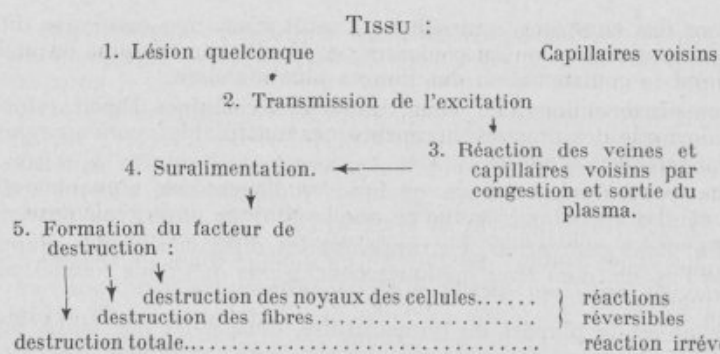 TISSU :
1. Lésion quelconque Capillaires voisins
2. Transmission de l'excitation
3. Réaction des veines et
4. Suralimentation. capillaires voisins par
congestion et sortie du
plasma.
5. Formation du facteur de
destruction :
destruction des noyaux des cellules...... } réactions
destruction des fibres........................ } réversibles
destruction totale........................................ réaction irrév